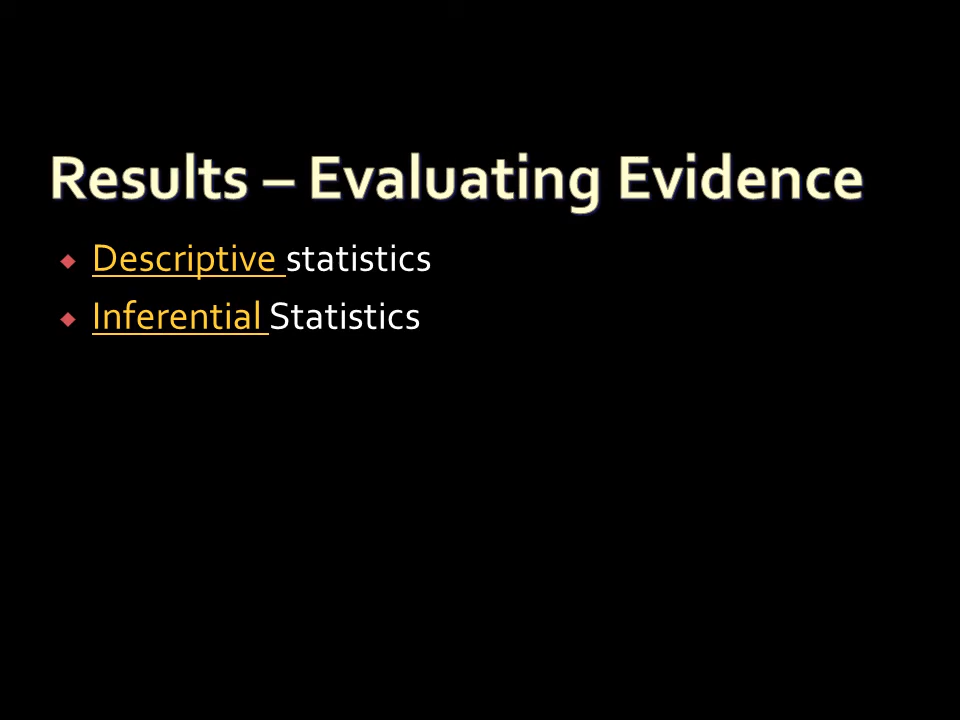 Results – Evaluating Evidence
Descriptive statistics
Inferential Statistics